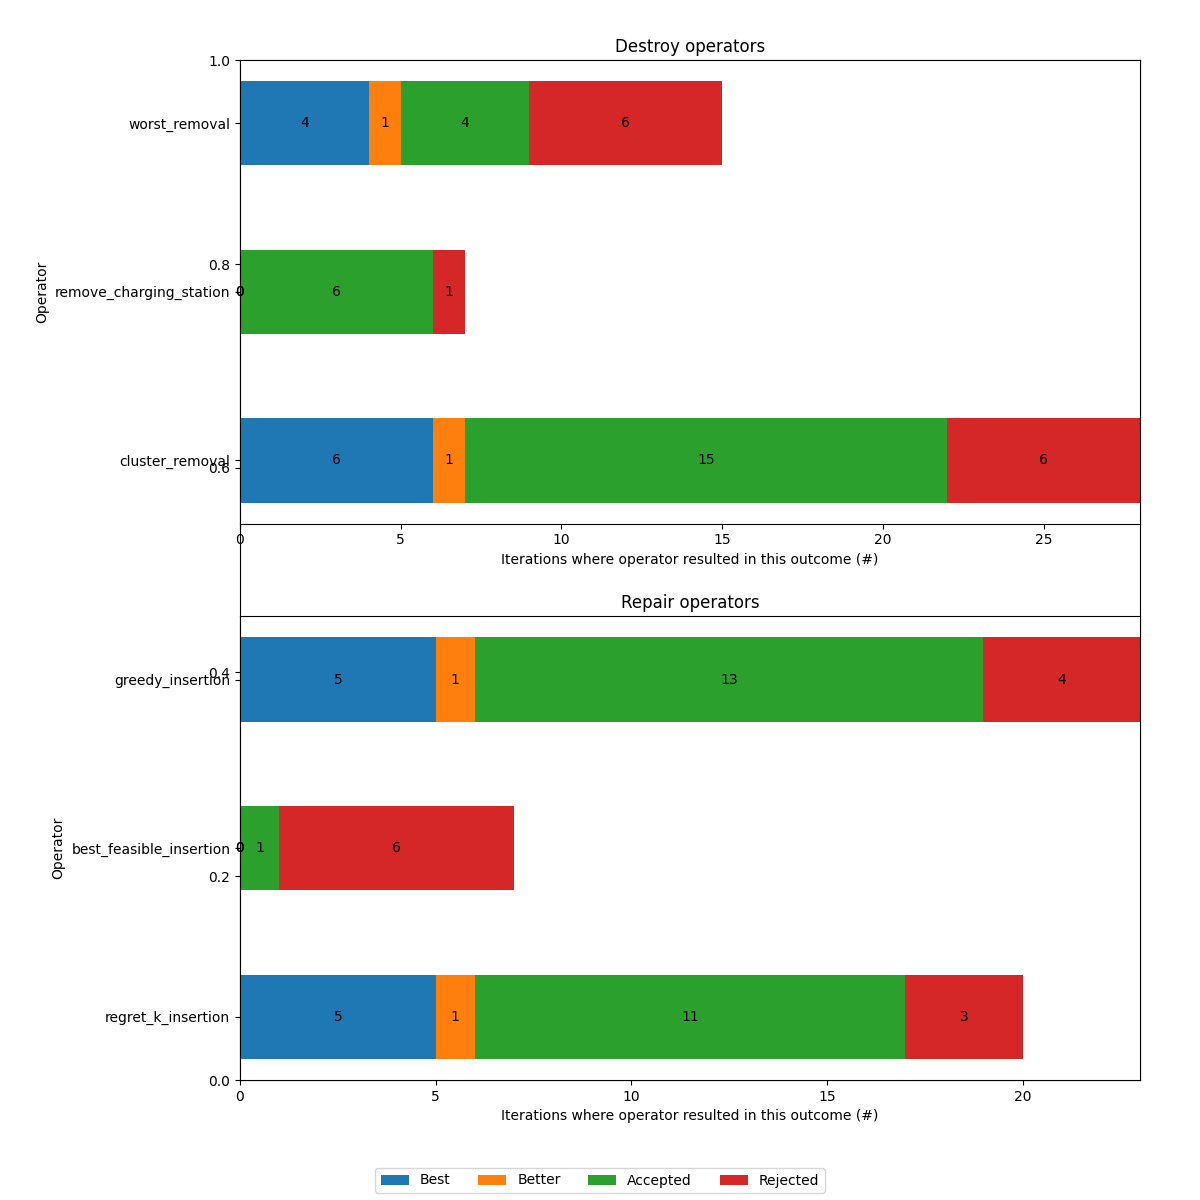 Destroy operators
1.0
worst_removal 4 1 4 6
0.8
Operator
remove_charging_station 0 0 6 1
cluster_removal 6 1 15 6
0.6
0 5 10 15 20 25
Iterations where operator resulted in this outcome (#)
Repair operators
0.4
greedy_insertion 5 1 13 4
Operator
best_feasible_insertion 0 0 1 6
0.2
regret_k_insertion 5 1 11 3
0.0
0 5 10 15 20
Iterations where operator resulted in this outcome (#)
Best Better Accepted Rejected